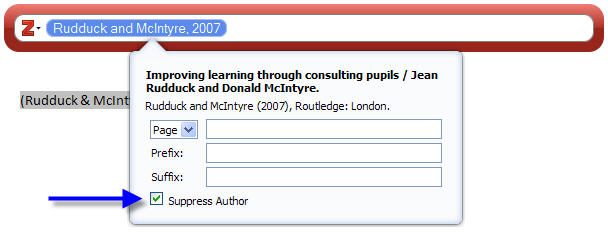 Z Rudduck and McIntyre, 2007
Improving learning through consulting pupils / Jean
Rudduck and Donald McIntyre.
Rudduck and McIntyre (2007), Routledge: London.
(Rudduck & McInt
Page
Prefix:
Suffix:
Suppress Author